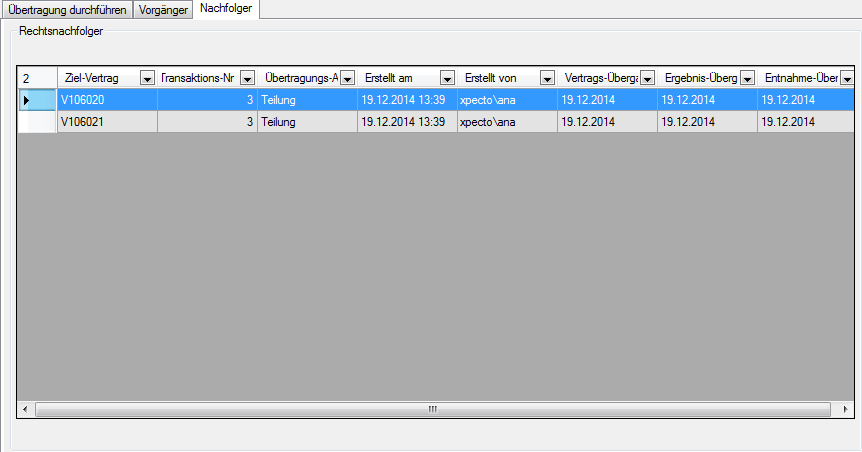 Übertragung durchführen Vorgänger Nachfolger
Rechtsnachfolger
2 Ziel-Vertrag Transaktions-Nr Übertragungs-A Erstellt am Erstellt von Vertrags-Überga Ergebnis-Überg Entnahme-Über
V106020 3 Teilung 19.12.2014 13:39 xpecto\ana 19.12.2014 19.12.2014 19.12.2014
V106021 3 Teilung 19.12.2014 13:39 xpecto\ana 19.12.2014 19.12.2014 19.12.2014